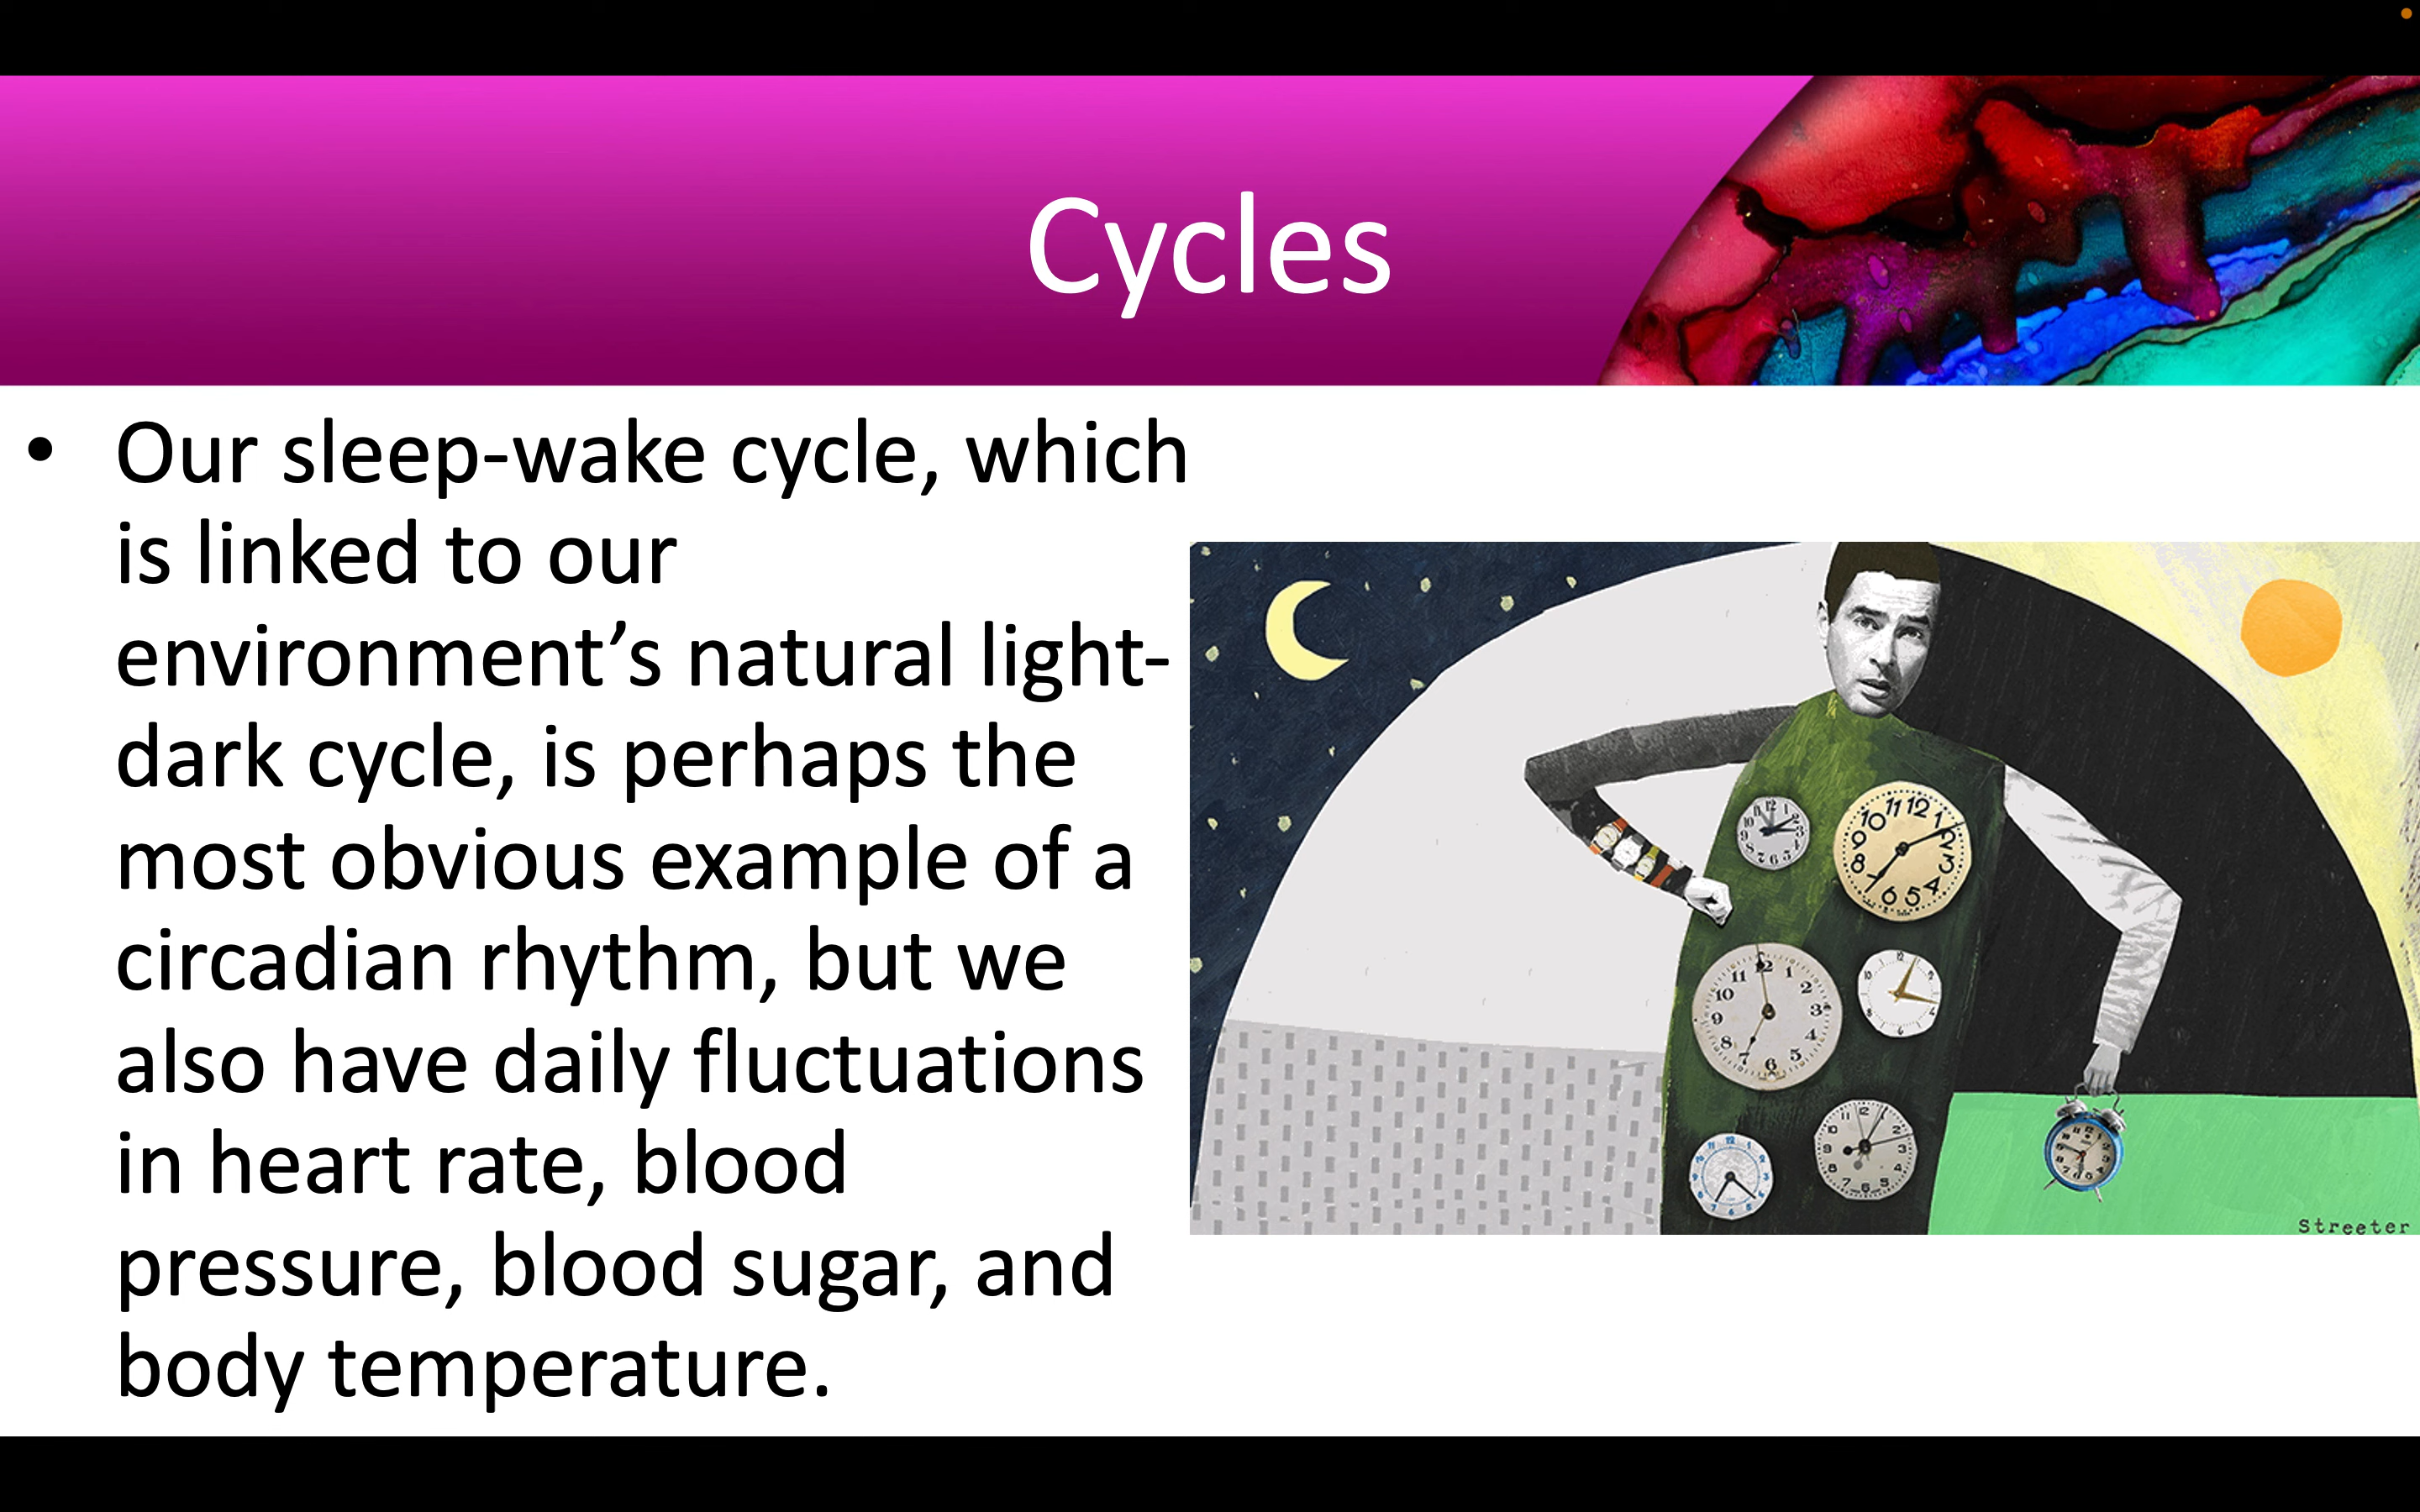 Cycles
• Our sleep-wake cycle, which
is linked to our
environment’s natural light-
dark cycle, is perhaps the
most obvious example of a
circadian rhythm, but we
also have daily fluctuations
in heart rate, blood
pressure, blood sugar, and
body temperature.
Streeter